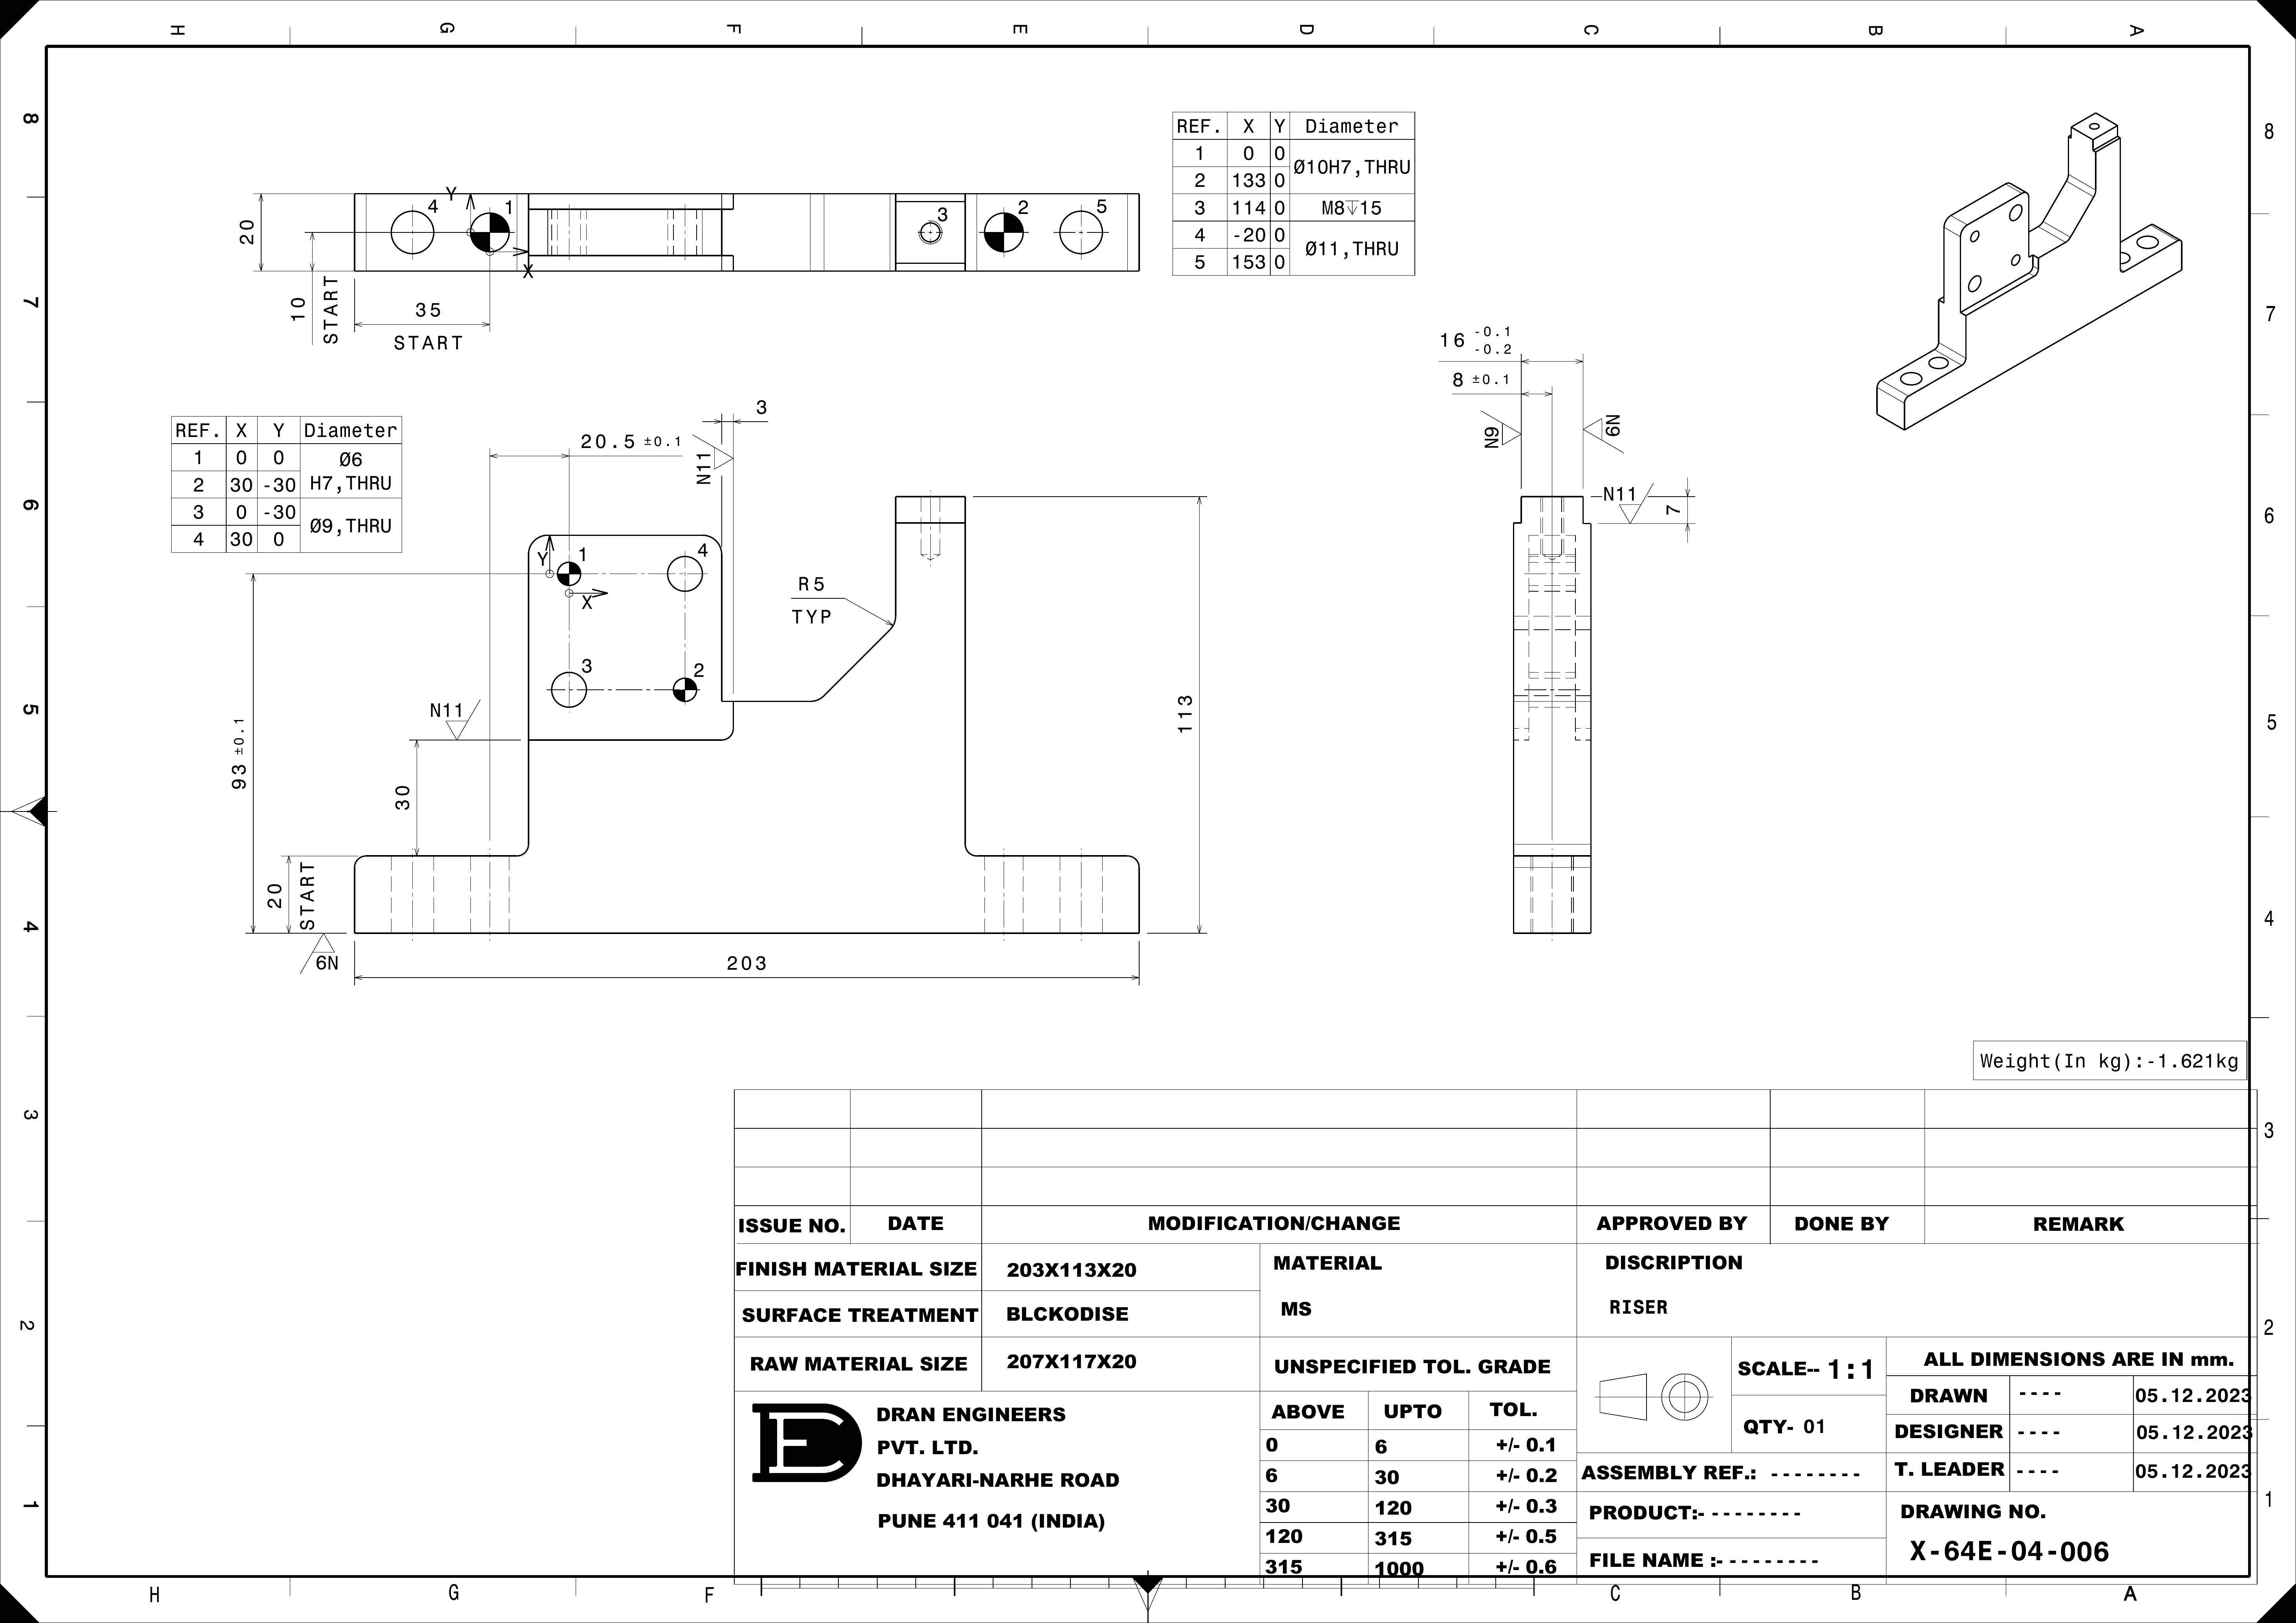 H G F E D C B A
8
7
6
5
4
3
2
1
8
7
6
5
4
3
2
1
H G F C B A
REF. X Y Diameter
1 0 0 Ø10H7,THRU
2 133 0
3 114 0 M8↧15
4 -20 0 Ø11,THRU
5 153 0
4 Y 1 3 2 5
X
20
10
START
35
START
REF. X Y Diameter
1 0 0 Ø6
2 30 -30 H7,THRU
3 0 -30 Ø9,THRU
4 30 0
3
20.5 ±0.1
N11
Y 1 4
X
3 2
R5
TYP
N11
93 ±0.1
30
20
START
6N
203
113
16 -0.1
-0.2
8 ±0.1
N9
N9
N11
7
Weight(In kg):-1.621kg
ISSUE NO. DATE MODIFICATION/CHANGE APPROVED BY DONE BY REMARK
FINISH MATERIAL SIZE 203X113X20 MATERIAL DISCRIPTION
SURFACE TREATMENT BLCKODISE MS RISER
RAW MATERIAL SIZE 207X117X20 UNSPECIFIED TOL. GRADE
SCALE-- 1:1 ALL DIMENSIONS ARE IN mm.
QTY- 01
DRAWN ---- 05.12.2023
DESIGNER ---- 05.12.2023
T. LEADER ---- 05.12.2023
DE
DRAN ENGINEERS
PVT. LTD.
DHAYARI-NARHE ROAD
PUNE 411 041 (INDIA)
ABOVE UPTO TOL.
0 6 +/- 0.1
6 30 +/- 0.2
30 120 +/- 0.3
120 315 +/- 0.5
315 1000 +/- 0.6
ASSEMBLY REF.: --------
PRODUCT:- --------
FILE NAME :- --------
DRAWING NO.
X-64E-04-006